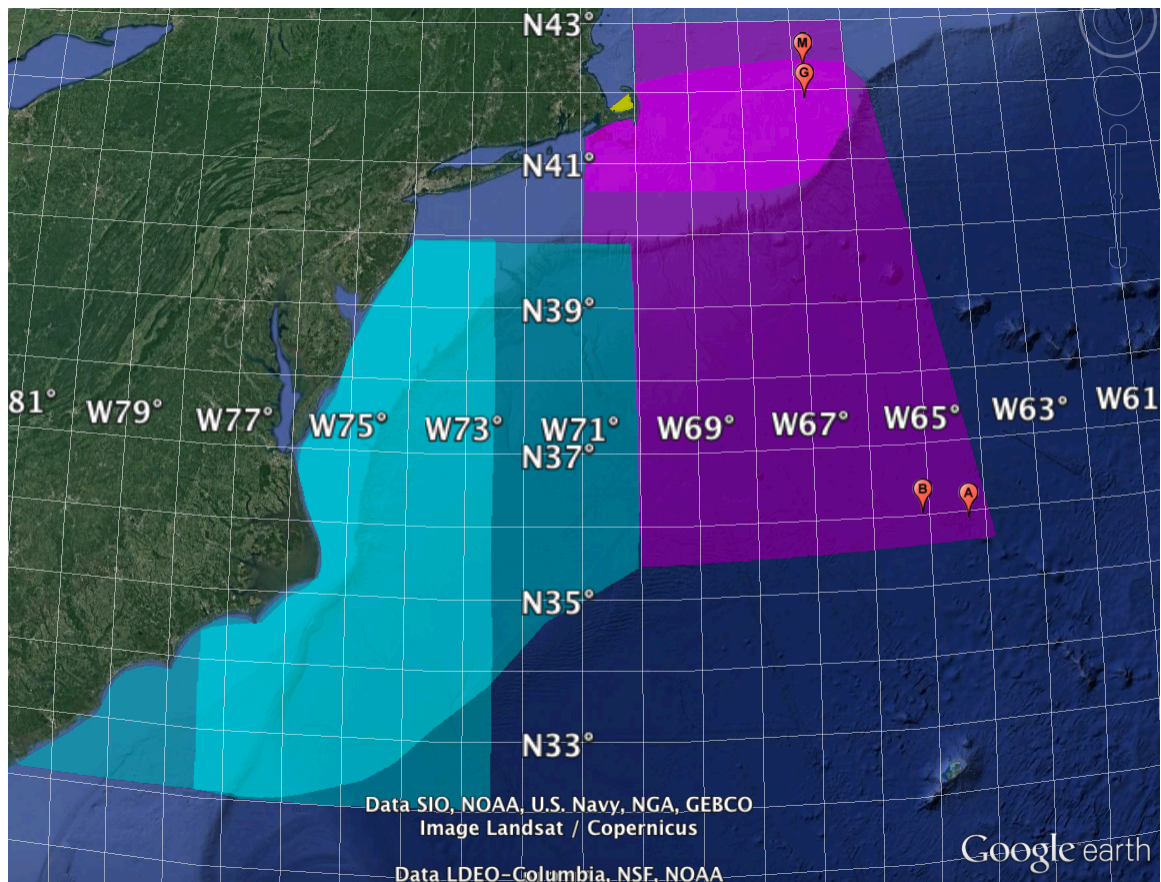 N43°
M
G
N41°
N39°
81° W79° W77° W75° W73° W71° W69° W67° W65° W63° W61
N37°
B A
N35°
N33°
Data SIO, NOAA, U.S. Navy, NGA, GEBCO
Image Landsat / Copernicus
Google earth
Data LDEO-Columbia, NSF, NOAA